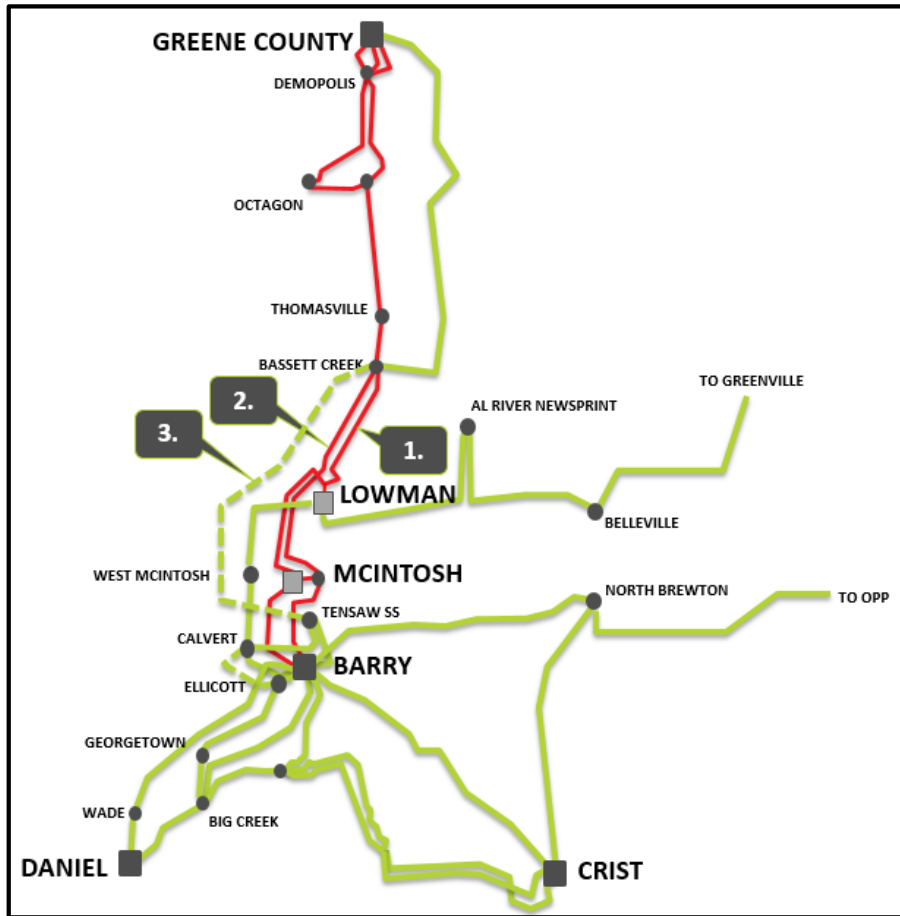 GREENE COUNTY
DEMOPOLIS
OCTAGON
THOMASVILLE
BASSETT CREEK
TO GREENVILLE
2.
AL RIVER NEWSPRINT
3.
1.
LOWMAN
BELLEVILLE
WEST MCINTOSH
MCINTOSH
NORTH BREWTON
TO OPP
TENSAW SS
CALVERT
BARRY
ELLICOTT
GEORGETOWN
WADE
BIG CREEK
DANIEL
CRIST